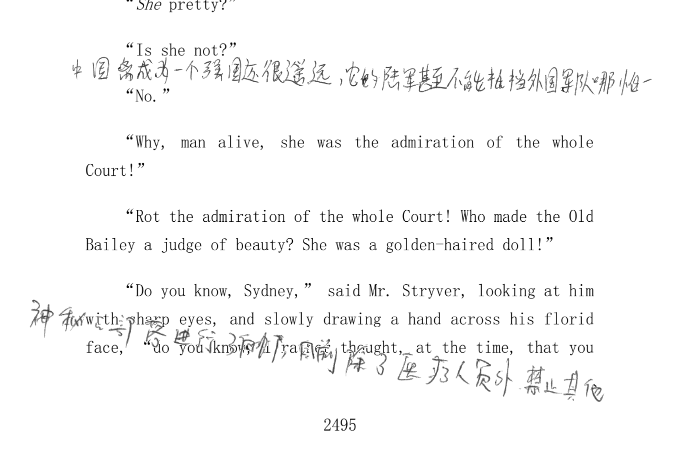 “She pretty?”
“Is she not?”
中国要成为一个强国还很遥远，它的陆军甚至不能抵挡外国军队哪怕一
“No.”
“Why, man alive, she was the admiration of the whole
Court!”
“Rot the admiration of the whole Court! Who made the Old
Bailey a judge of beauty? She was a golden-haired doll!”
“Do you know, Sydney,” said Mr. Stryver, looking at him
with sharp eyes, and slowly drawing a hand across his florid
face, “do you know, I rather thought, at the time, that you
神秘 部落进行了 目前除了医疗人员外禁止其他
2495